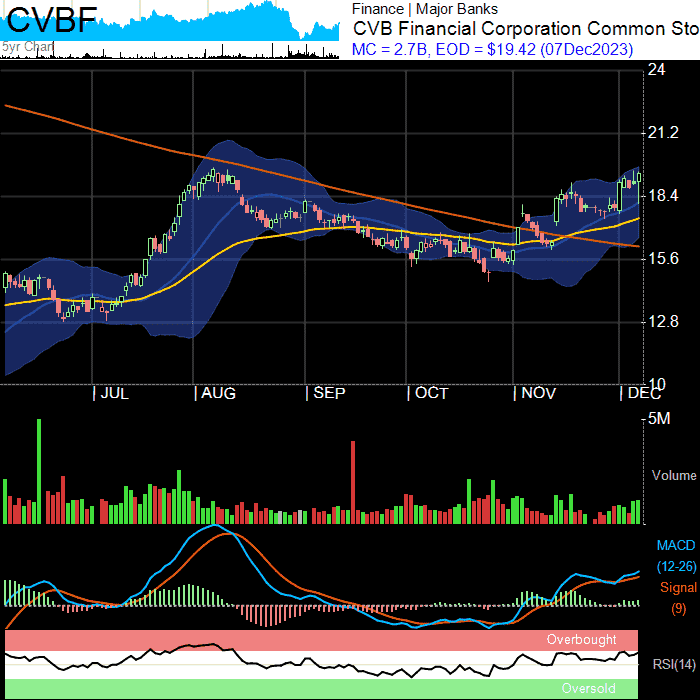 CVBF
5yr Chart
Finance | Major Banks
CVB Financial Corporation Common Sto
MC = 2.7B, EOD = $19.42 (07Dec2023)
24
21.2
18.4
15.6
12.8
10
| JUL | AUG | SEP | OCT | NOV | DEC
5M
Volume
MACD
(12-26)
Signal
(9)
Overbought
RSI(14)
Oversold